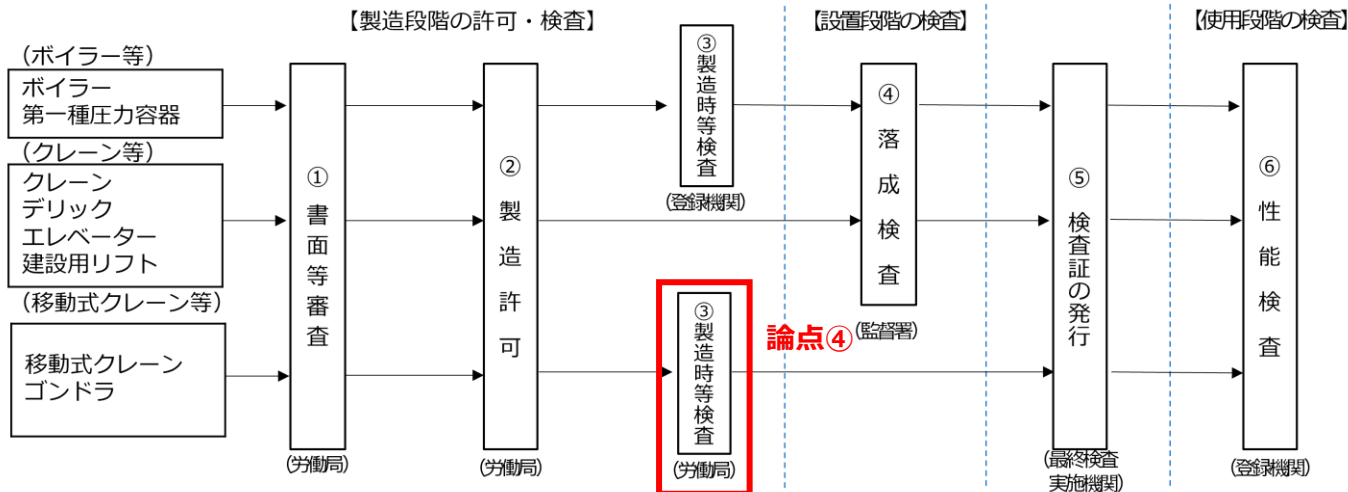 【製造段階の許可・検査】
【設置段階の検査】
【使用段階の検査】
(ボイラー等)
ボイラー
第一種圧力容器
(クレーン等)
クレーン
デリック
エレベーター
建設用リフト
(移動式クレーン等)
移動式クレーン
ゴンドラ
①書面等審査
(労働局)
②製造許可
(労働局)
③製造時等検査
(登録機関)
③製造時等検査
(労働局)
論点④
④落成検査
(監督署)
⑤検査証の発行
(最終検査
実施機関)
⑥性能検査
(登録機関)